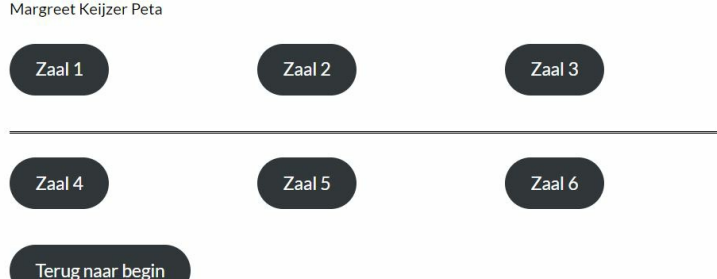 Margreet Keijzer Peta
Zaal 1 Zaal 2 Zaal 3
Zaal 4 Zaal 5 Zaal 6
Terug naar begin